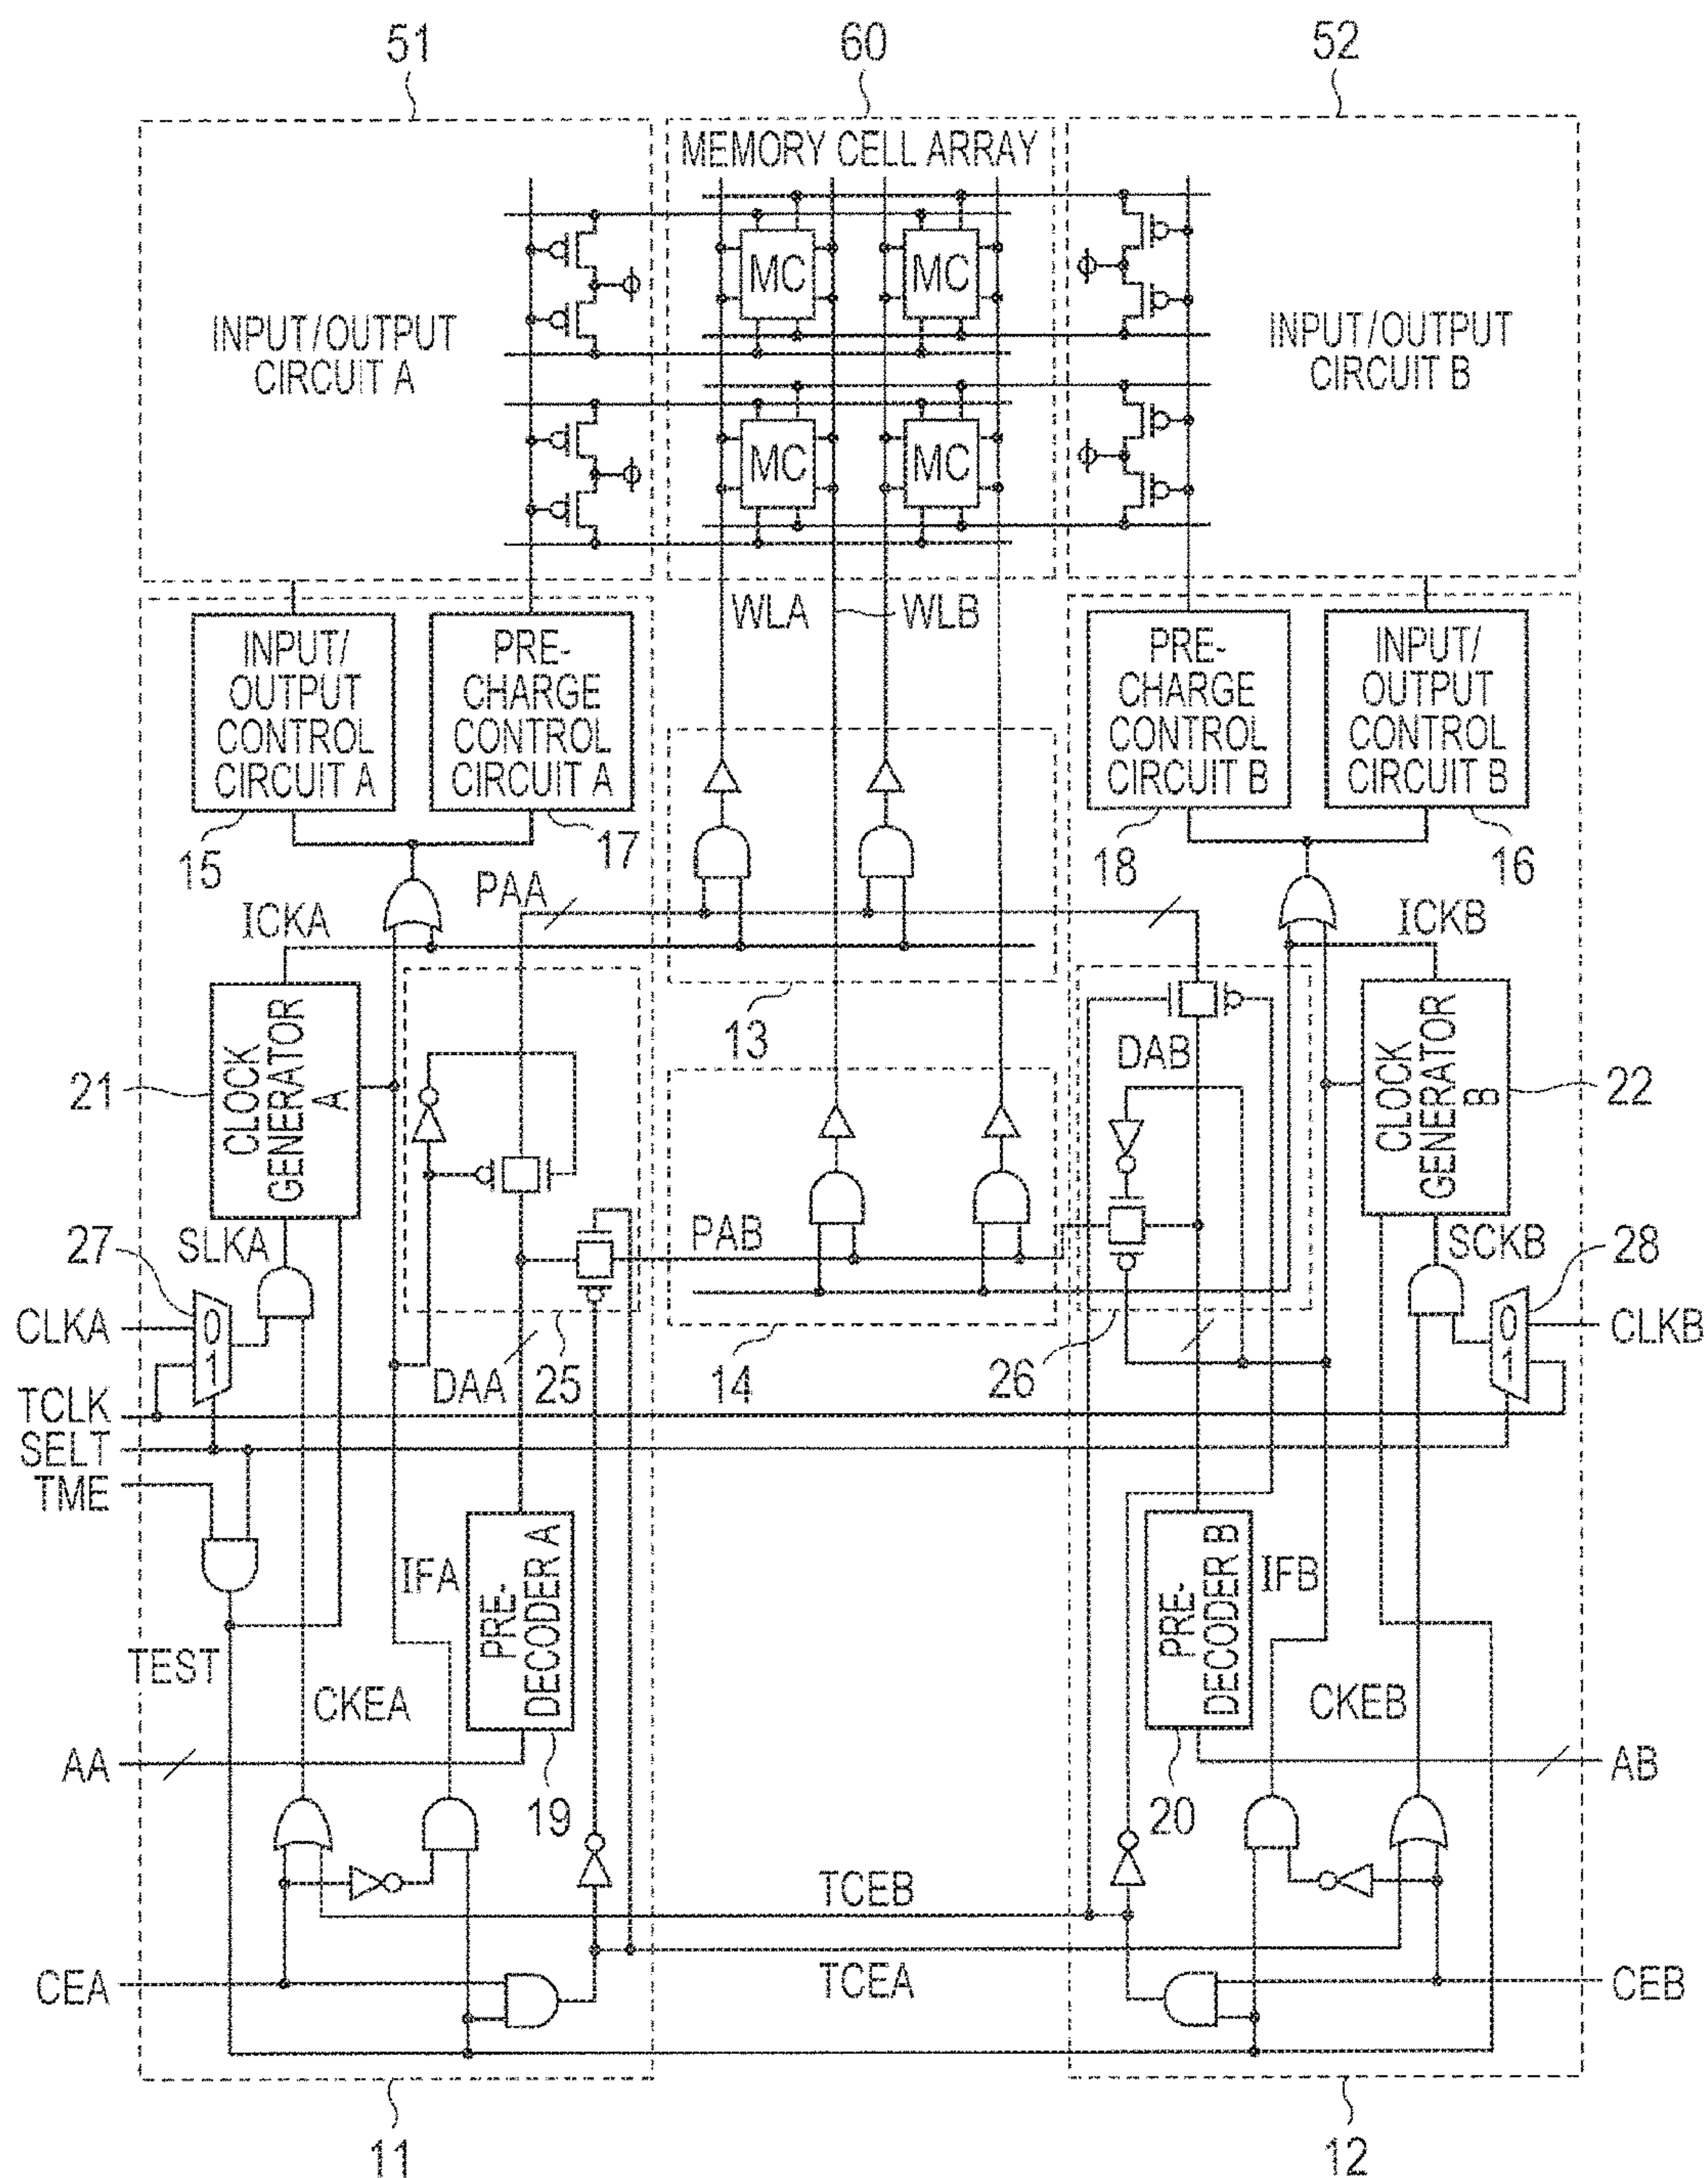 51
60
52
MEMORY CELL ARRAY
INPUT/OUTPUT
CIRCUIT A
MC
MC
INPUT/OUTPUT
CIRCUIT B
MC
MC
WLA
WLB
INPUT/
OUTPUT
CONTROL
CIRCUIT A
PRE-
CHARGE
CONTROL
CIRCUIT A
PRE-
CHARGE
CONTROL
CIRCUIT B
INPUT/
OUTPUT
CONTROL
CIRCUIT B
15
17
18
16
PAA
ICKA
ICKB
13
DAB
21
CLOCK
GENERATOR
A
CLOCK
GENERATOR
B
22
27
SLKA
PAB
SCKB
28
CLKA
0
1
0
1
CLKB
DAA
25
14
26
TCLK
SELT
TME
IFA
PRE-
DECODER A
PRE-
DECODER B
IFB
TEST
CKEA
CKEB
AA
AB
19
20
TCEB
CEA
TCEA
CEB
11
12